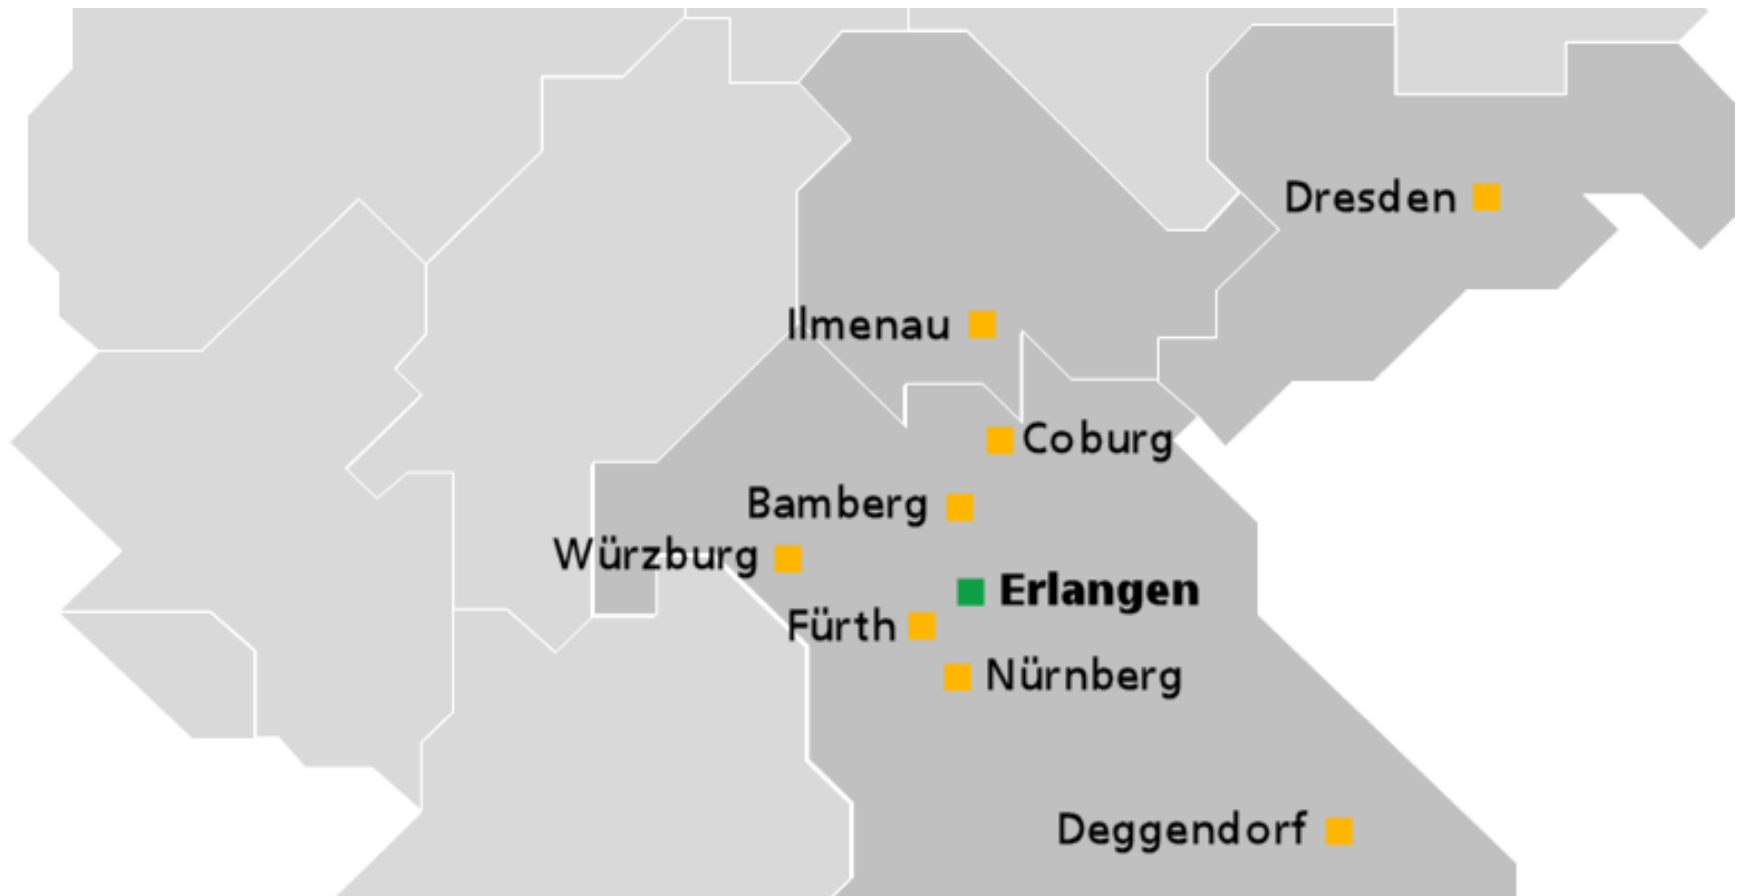 Dresden
Ilmenau
Coburg
Bamberg
Würzburg
Erlangen
Fürth
Nürnberg
Deggendorf